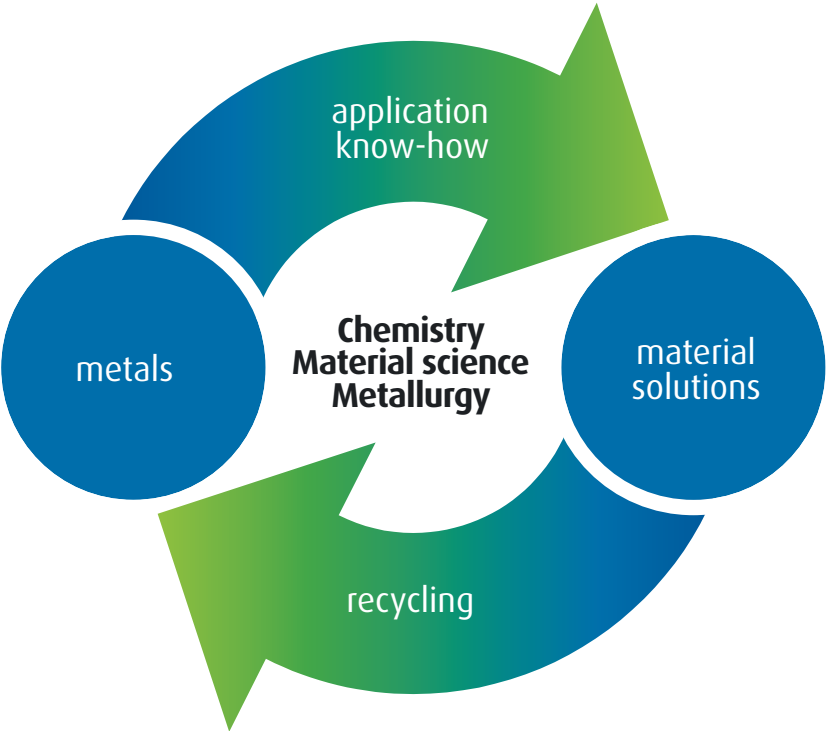 application
know-how
metals
Chemistry
Material science
Metallurgy
material
solutions
recycling